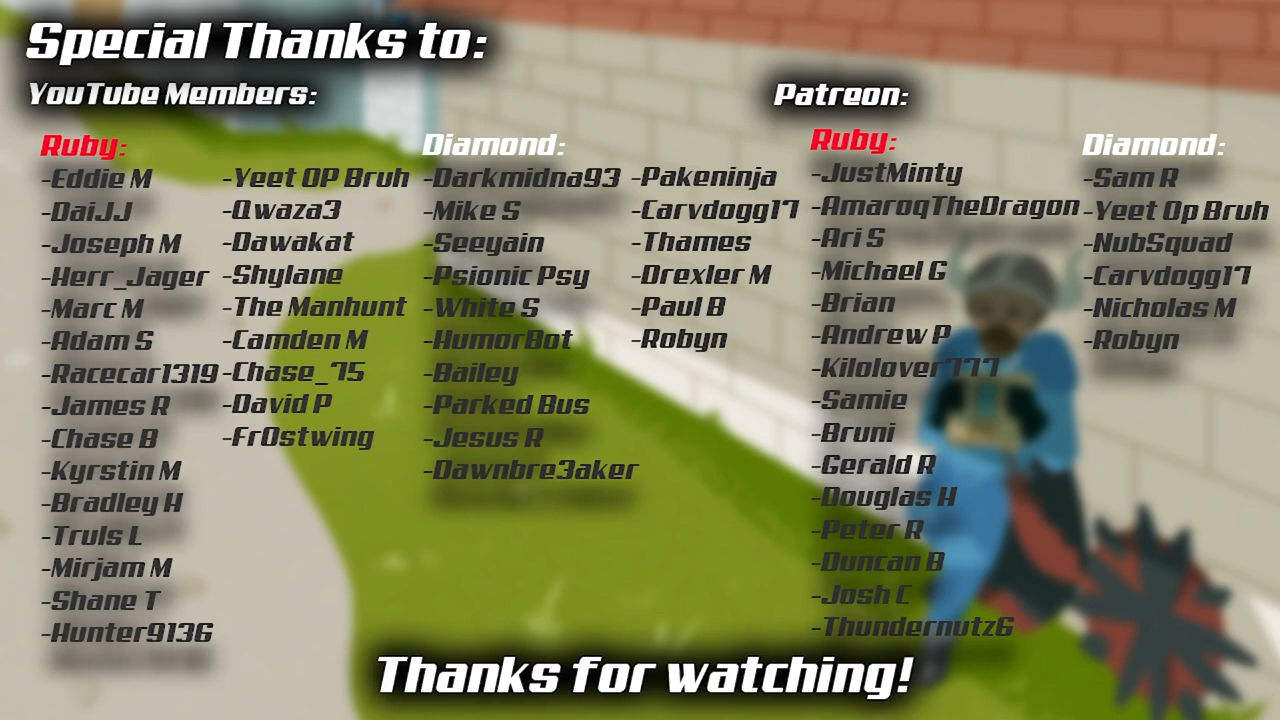 Special Thanks to:
YouTube Members:
Ruby:
-Eddie M
-DaiJJ
-Joseph M
-Herr_Jager
-Marc M
-Adam S
-Racecar1319
-James R
-Chase B
-Kyrstin M
-Bradley H
-Truls L
-Mirjam M
-Shane T
-Hunter9136
-Yeet OP Bruh
-Qwaza3
-Dawakat
-Shylane
-The Manhunt
-Camden M
-Chase_75
-David P
-Fr0stwing
Diamond:
-Darkmidna93
-Mike S
-Seeyain
-Psionic Psy
-White S
-HumorBot
-Bailey
-Parked Bus
-Jesus R
-Dawnbre3aker
-Pakeninja
-Carvdogg17
-Thames
-Drexler M
-Paul B
-Robyn
Patreon:
Ruby:
-JustMinty
-AmaroqTheDragon
-Ari S
-Michael G
-Brian
-Andrew P
-Kilolover777
-Samie
-Bruni
-Gerald R
-Douglas H
-Peter R
-Duncan B
-Josh C
-Thundernutz6
Diamond:
-Sam R
-Yeet Op Bruh
-NubSquad
-Carvdogg17
-Nicholas M
-Robyn
Thanks for watching!